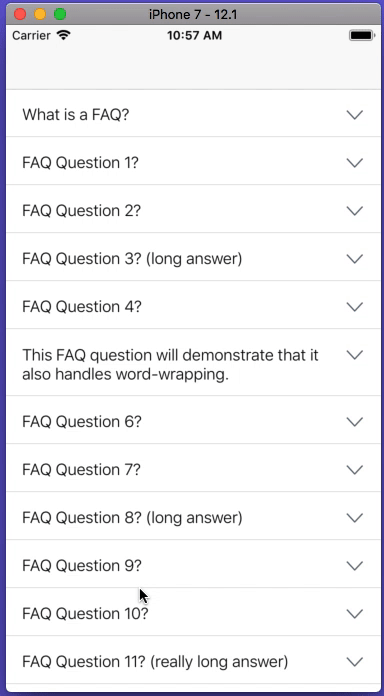 iPhone 7 - 12.1
Carrier 10:57 AM
What is a FAQ?
FAQ Question 1?
FAQ Question 2?
FAQ Question 3? (long answer)
FAQ Question 4?
This FAQ question will demonstrate that it
also handles word-wrapping.
FAQ Question 6?
FAQ Question 7?
FAQ Question 8? (long answer)
FAQ Question 9?
FAQ Question 10?
FAQ Question 11? (really long answer)